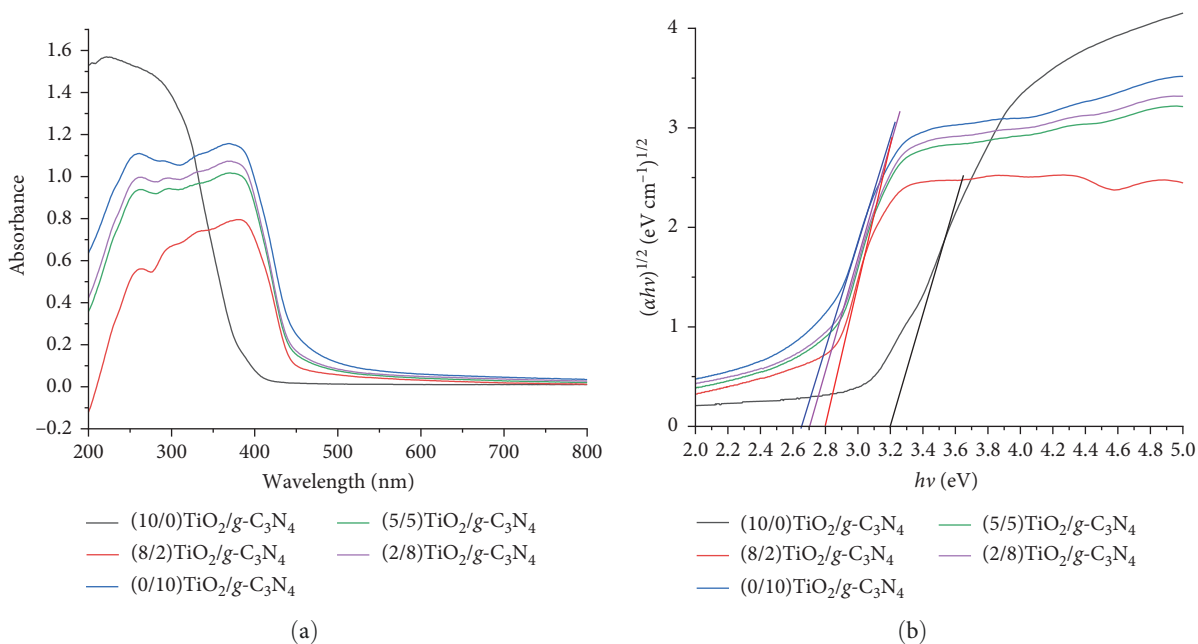 1.6
1.4
1.2
1.0
0.8
0.6
0.4
0.2
0.0
−0.2
Absorbance
200 300 400 500 600 700 800
Wavelength (nm)
(10/0)TiO₂/g-C₃N₄ (5/5)TiO₂/g-C₃N₄
(8/2)TiO₂/g-C₃N₄ (2/8)TiO₂/g-C₃N₄
(0/10)TiO₂/g-C₃N₄
(a)
4
3
2
1
0
(αhν)^1/2 (eV cm⁻¹)^1/2
2.0 2.2 2.4 2.6 2.8 3.0 3.2 3.4 3.6 3.8 4.0 4.2 4.4 4.6 4.8 5.0
hν (eV)
(10/0)TiO₂/g-C₃N₄ (5/5)TiO₂/g-C₃N₄
(8/2)TiO₂/g-C₃N₄ (2/8)TiO₂/g-C₃N₄
(0/10)TiO₂/g-C₃N₄
(b)